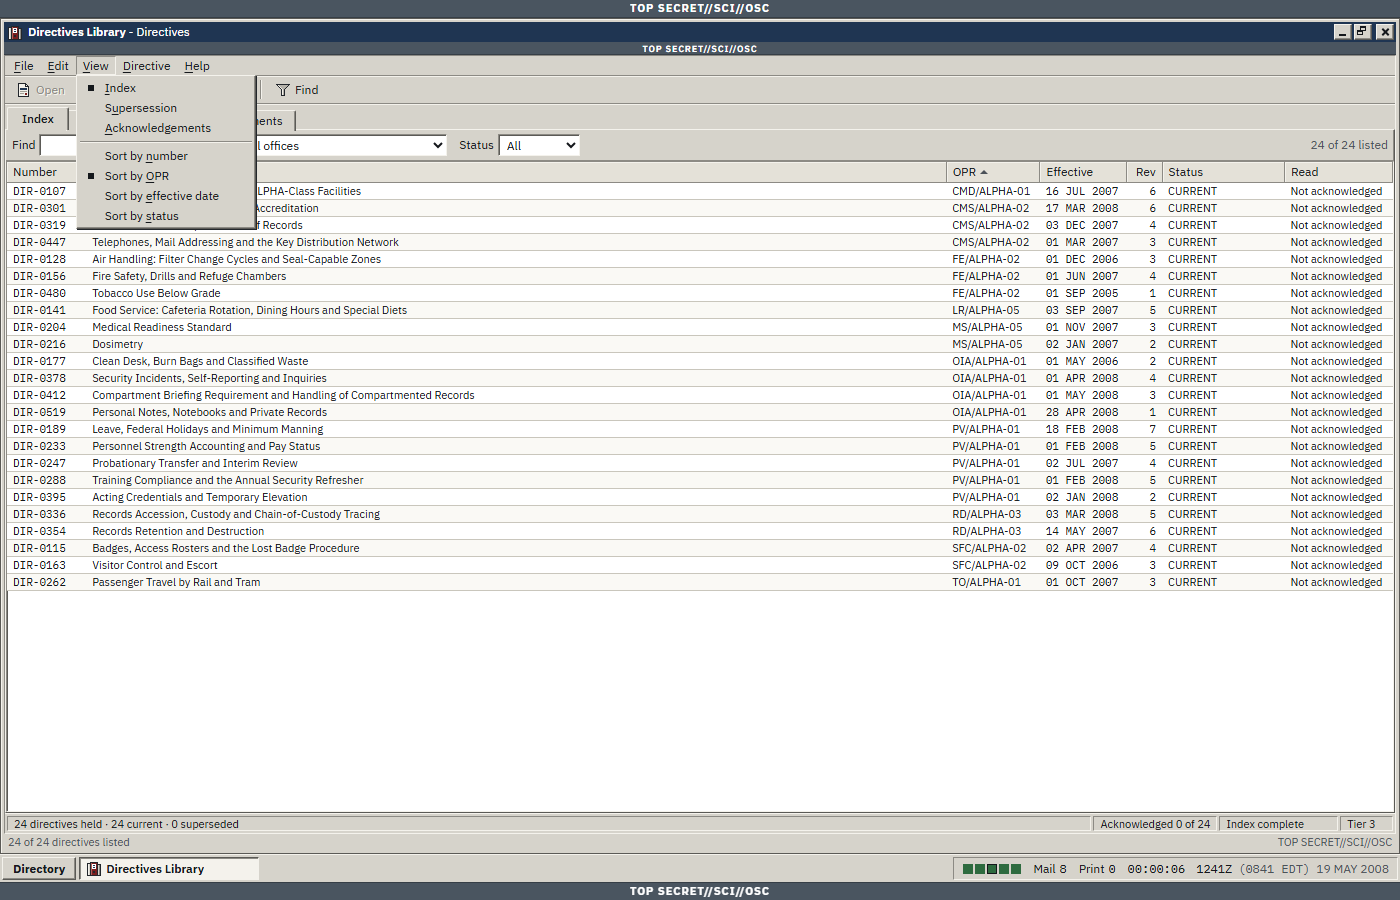 TOP SECRET//SCI//OSC
Directives Library - Directives
TOP SECRET//SCI//OSC
File Edit View Directive Help
Open Find
Index
Supersession
Acknowledgements
Sort by number
Sort by OPR
Sort by effective date
Sort by status
Index ents
Find l offices Status All 24 of 24 listed
Number OPR Effective Rev Status Read
DIR-0107 LPHA-Class Facilities CMD/ALPHA-01 16 JUL 2007 6 CURRENT Not acknowledged
DIR-0301 Accreditation CMS/ALPHA-02 17 MAR 2008 6 CURRENT Not acknowledged
DIR-0319 f Records CMS/ALPHA-02 03 DEC 2007 4 CURRENT Not acknowledged
DIR-0447 Telephones, Mail Addressing and the Key Distribution Network CMS/ALPHA-02 01 MAR 2007 3 CURRENT Not acknowledged
DIR-0128 Air Handling: Filter Change Cycles and Seal-Capable Zones FE/ALPHA-02 01 DEC 2006 3 CURRENT Not acknowledged
DIR-0156 Fire Safety, Drills and Refuge Chambers FE/ALPHA-02 01 JUN 2007 4 CURRENT Not acknowledged
DIR-0480 Tobacco Use Below Grade FE/ALPHA-02 01 SEP 2005 1 CURRENT Not acknowledged
DIR-0141 Food Service: Cafeteria Rotation, Dining Hours and Special Diets LR/ALPHA-05 03 SEP 2007 5 CURRENT Not acknowledged
DIR-0204 Medical Readiness Standard MS/ALPHA-05 01 NOV 2007 3 CURRENT Not acknowledged
DIR-0216 Dosimetry MS/ALPHA-05 02 JAN 2007 2 CURRENT Not acknowledged
DIR-0177 Clean Desk, Burn Bags and Classified Waste OIA/ALPHA-01 01 MAY 2006 2 CURRENT Not acknowledged
DIR-0378 Security Incidents, Self-Reporting and Inquiries OIA/ALPHA-01 01 APR 2008 4 CURRENT Not acknowledged
DIR-0412 Compartment Briefing Requirement and Handling of Compartmented Records OIA/ALPHA-01 01 MAY 2008 3 CURRENT Not acknowledged
DIR-0519 Personal Notes, Notebooks and Private Records OIA/ALPHA-01 28 APR 2008 1 CURRENT Not acknowledged
DIR-0189 Leave, Federal Holidays and Minimum Manning PV/ALPHA-01 18 FEB 2008 7 CURRENT Not acknowledged
DIR-0233 Personnel Strength Accounting and Pay Status PV/ALPHA-01 01 FEB 2008 5 CURRENT Not acknowledged
DIR-0247 Probationary Transfer and Interim Review PV/ALPHA-01 02 JUL 2007 4 CURRENT Not acknowledged
DIR-0288 Training Compliance and the Annual Security Refresher PV/ALPHA-01 01 FEB 2008 5 CURRENT Not acknowledged
DIR-0395 Acting Credentials and Temporary Elevation PV/ALPHA-01 02 JAN 2008 2 CURRENT Not acknowledged
DIR-0336 Records Accession, Custody and Chain-of-Custody Tracing RD/ALPHA-03 03 MAR 2008 5 CURRENT Not acknowledged
DIR-0354 Records Retention and Destruction RD/ALPHA-03 14 MAY 2007 6 CURRENT Not acknowledged
DIR-0115 Badges, Access Rosters and the Lost Badge Procedure SFC/ALPHA-02 02 APR 2007 4 CURRENT Not acknowledged
DIR-0163 Visitor Control and Escort SFC/ALPHA-02 09 OCT 2006 3 CURRENT Not acknowledged
DIR-0262 Passenger Travel by Rail and Tram TO/ALPHA-01 01 OCT 2007 3 CURRENT Not acknowledged
24 directives held · 24 current · 0 superseded Acknowledged 0 of 24 Index complete Tier 3
24 of 24 directives listed TOP SECRET//SCI//OSC
Directory Directives Library Mail 8 Print 0 00:00:06 1241Z (0841 EDT) 19 MAY 2008
TOP SECRET//SCI//OSC